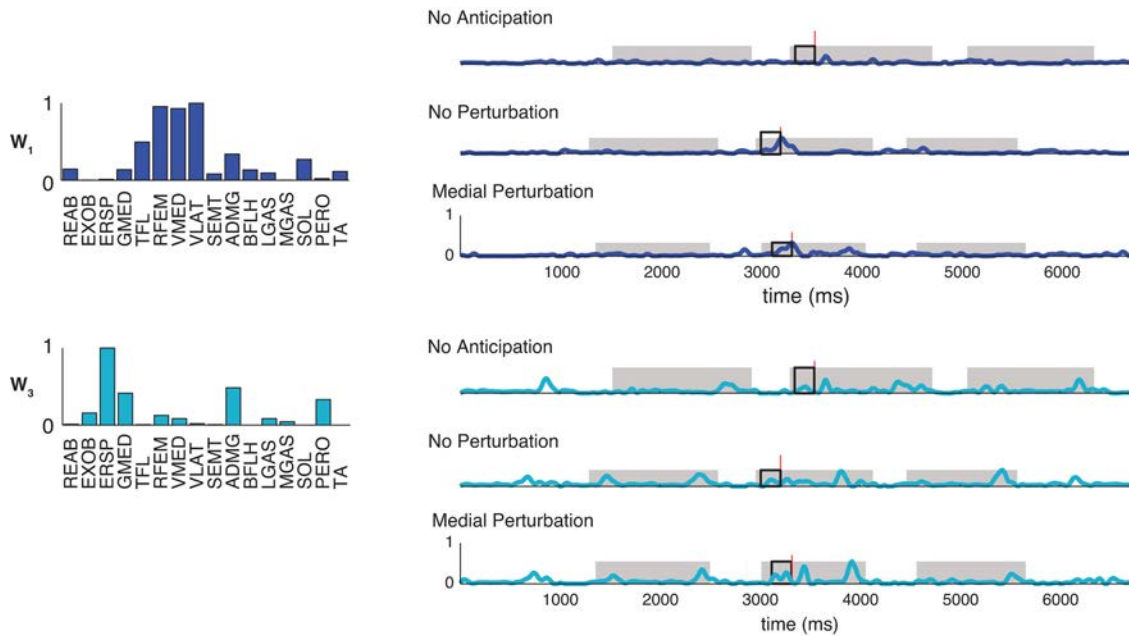 No Anticipation
No Perturbation
Medial Perturbation
1
0
W1
REAB
EXOB
ERSP
GMED
TFL
RFEM
VMED
VLAT
SEMT
ADMG
BFLH
LGAS
MGAS
SOL
PERO
TA
1
0
1000 2000 3000 4000 5000 6000
time (ms)
No Anticipation
No Perturbation
Medial Perturbation
1
0
W3
REAB
EXOB
ERSP
GMED
TFL
RFEM
VMED
VLAT
SEMT
ADMG
BFLH
LGAS
MGAS
SOL
PERO
TA
1
0
1000 2000 3000 4000 5000 6000
time (ms)